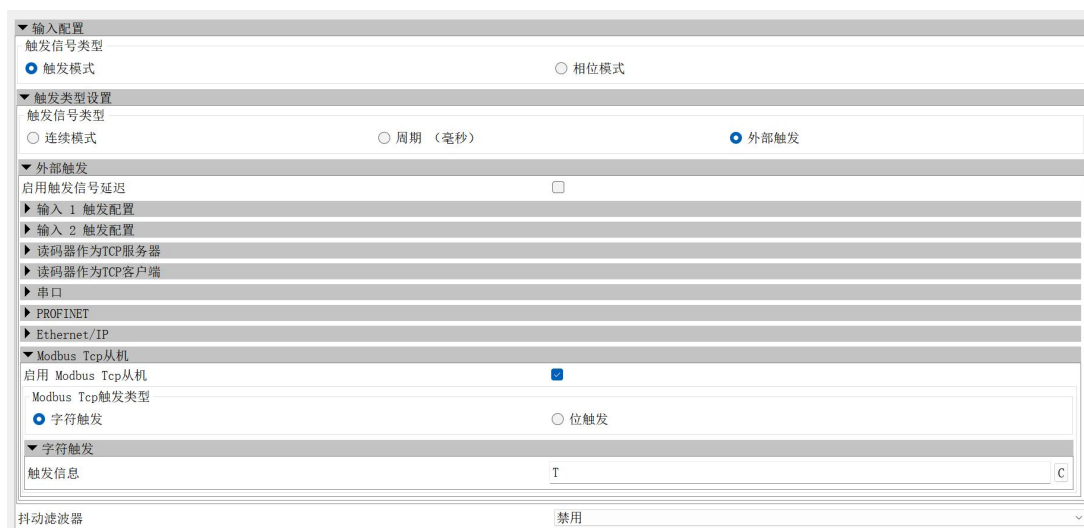 输入配置
触发信号类型
触发模式 相位模式
触发类型设置
触发信号类型
连续模式 周期 （毫秒） 外部触发
外部触发
启用触发信号延迟
输入 1 触发配置
输入 2 触发配置
读码器作为TCP服务器
读码器作为TCP客户端
串口
PROFINET
Ethernet/IP
Modbus Tcp从机
启用 Modbus Tcp从机
Modbus Tcp触发类型
字符触发 位触发
字符触发
触发信息 T C
抖动滤波器 禁用